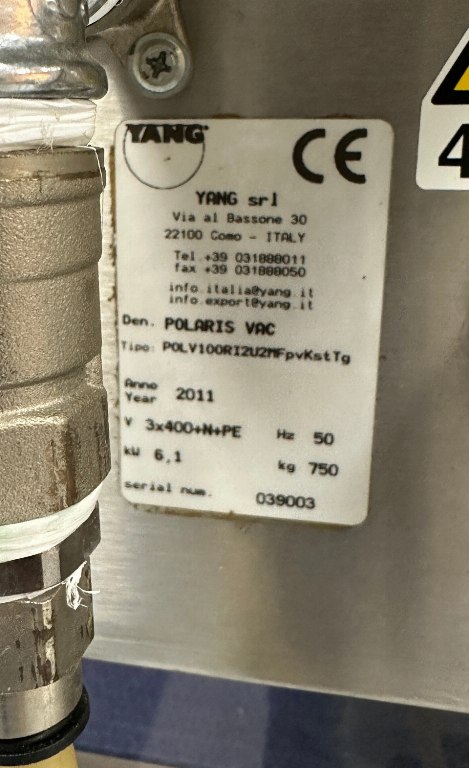 YANG®
CE
YANG srl
Via al Bassone 30
22100 Como - ITALY
Tel.+39 031888011
fax +39 031888050
info.italia@yang.it
info.export@yang.it
Den. POLARIS VAC
Tipo: POLV100RI2U2MFpvKstTg
Anno
Year 2011
V 3x400+N+PE Hz 50
kW 6,1 kg 750
serial num. 039003
4